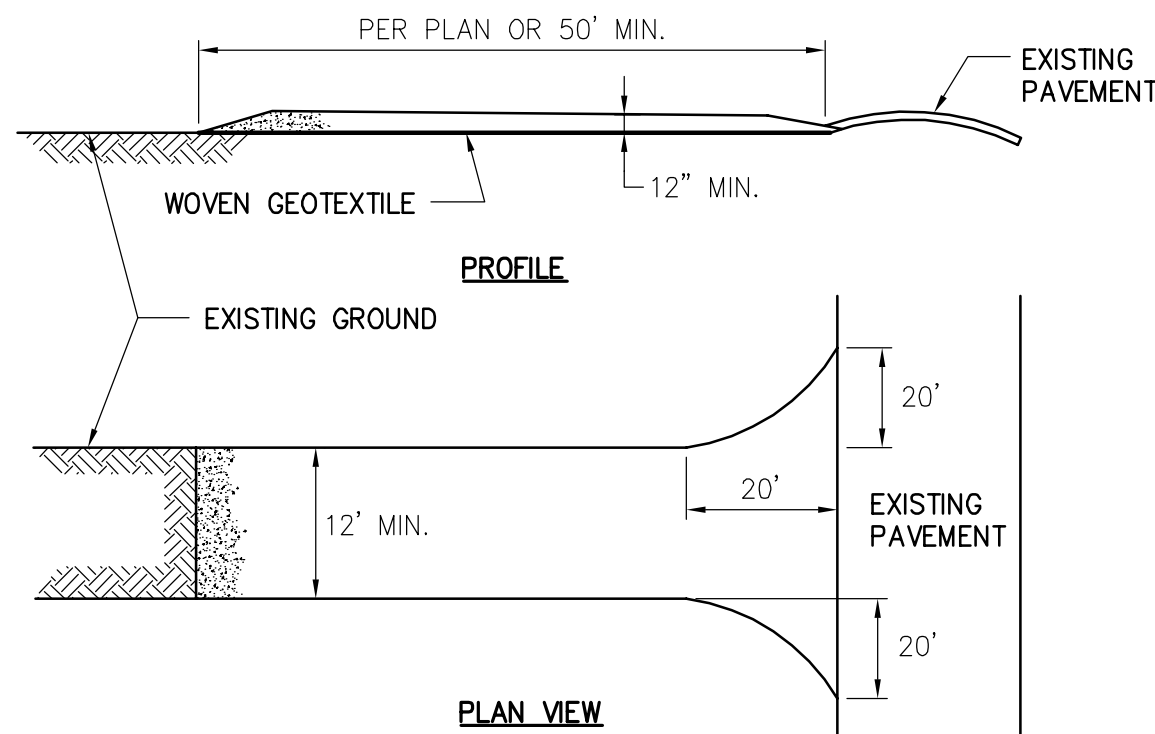 PER PLAN OR 50' MIN.
EXISTING
PAVEMENT
WOVEN GEOTEXTILE
12" MIN.
PROFILE
EXISTING GROUND
20'
20'
EXISTING
PAVEMENT
12' MIN.
20'
PLAN VIEW